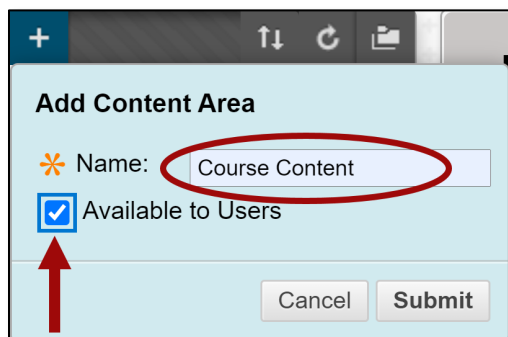 Add Content Area
Name: Course Content
Available to Users
Cancel Submit